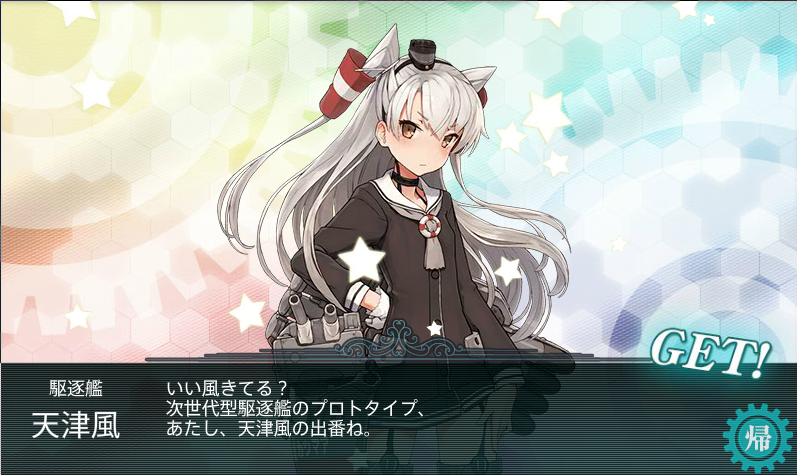 GET!
駆逐艦
天津風
いい風きてる？
次世代型駆逐艦のプロトタイプ、
あたし、天津風の出番ね。
帰